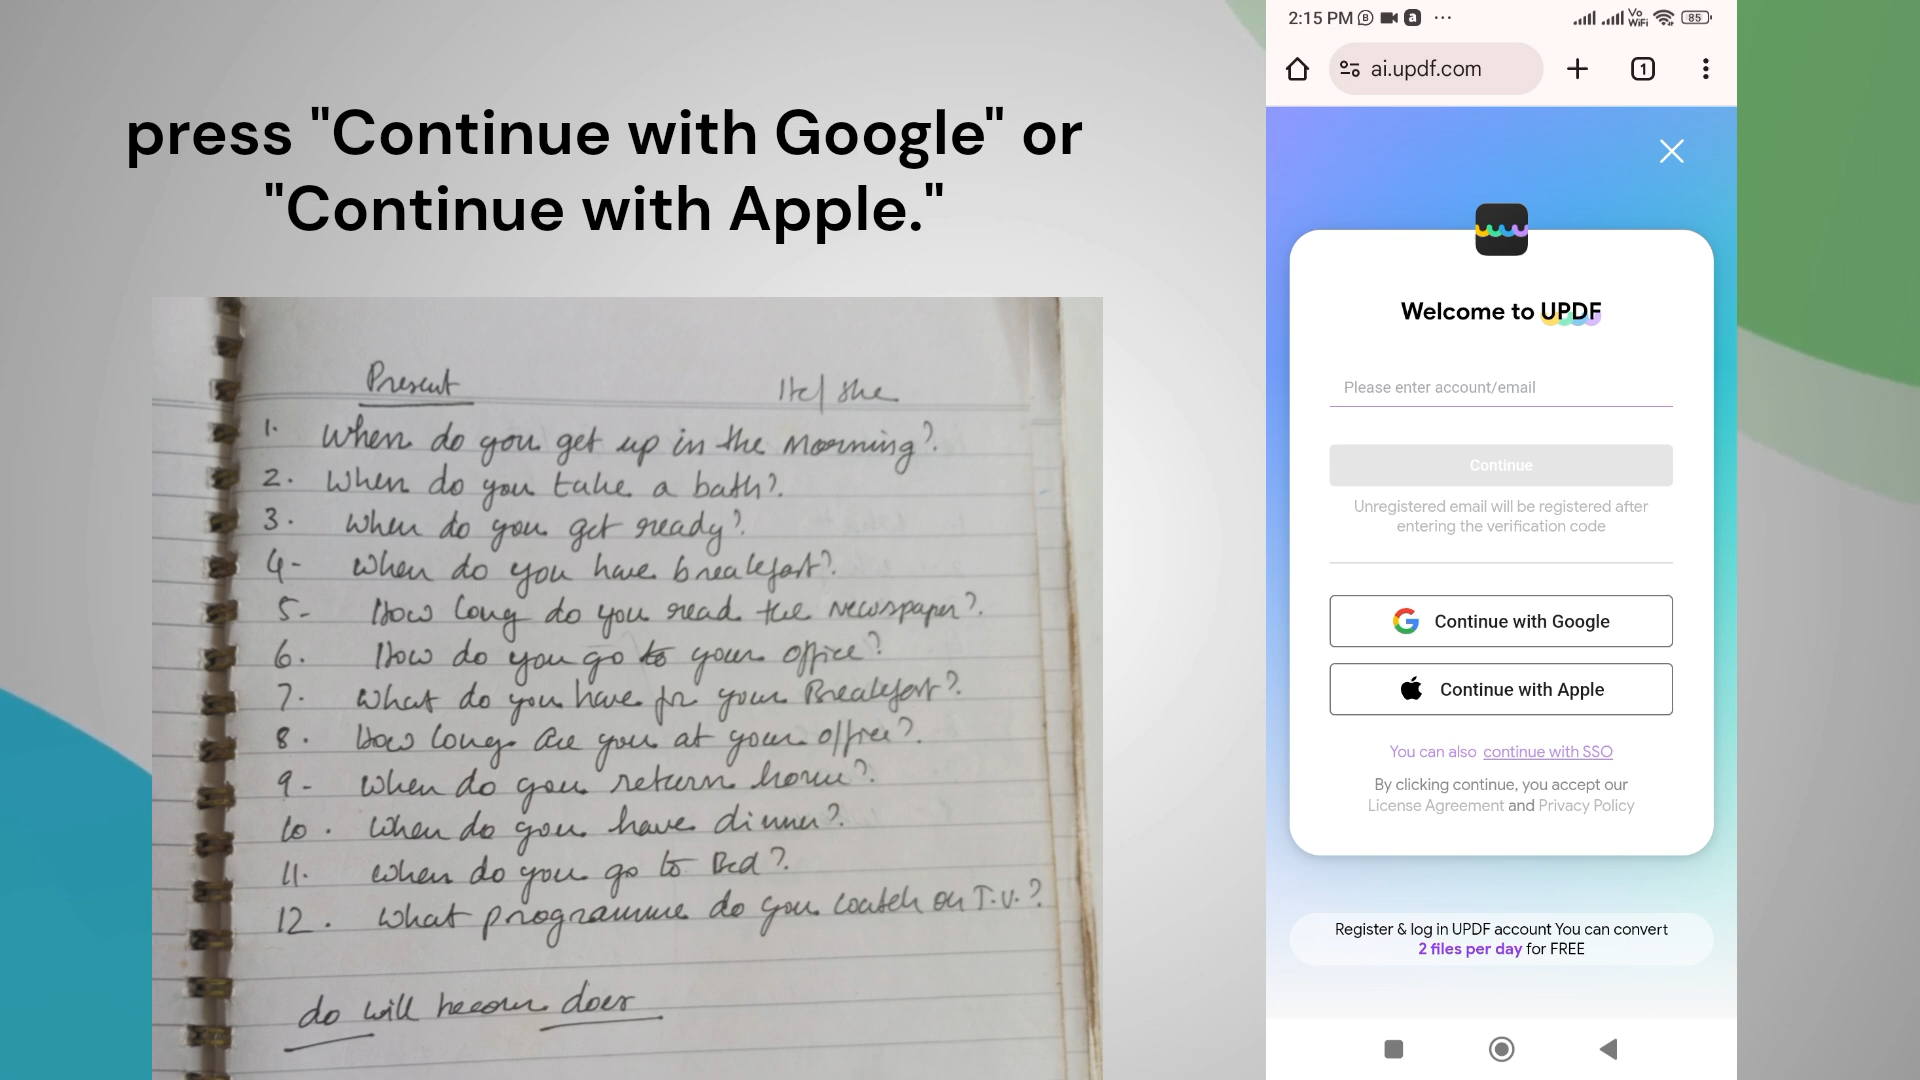 press "Continue with Google" or
"Continue with Apple."
Present He/she
1. When do you get up in the Morning?
2. When do you take a bath?
3. When do you get ready?
4- When do you have breakfast?
5- How long do you read the Newspaper?
6. How do you go to your office?
7. What do you have for your Breakfast?
8. How long are you at your office?
9- When do you return home?
10. When do you have dinner?
11. When do you go to Bed?
12. What programme do you watch on T.V.?
do will become does
2:15 PM B a ...
Vo WiFi 85
ai.updf.com 1
Welcome to UPDF
Please enter account/email
Continue
Unregistered email will be registered after
entering the verification code
Continue with Google
Continue with Apple
You can also continue with SSO
By clicking continue, you accept our
License Agreement and Privacy Policy
Register & log in UPDF account You can convert
2 files per day for FREE